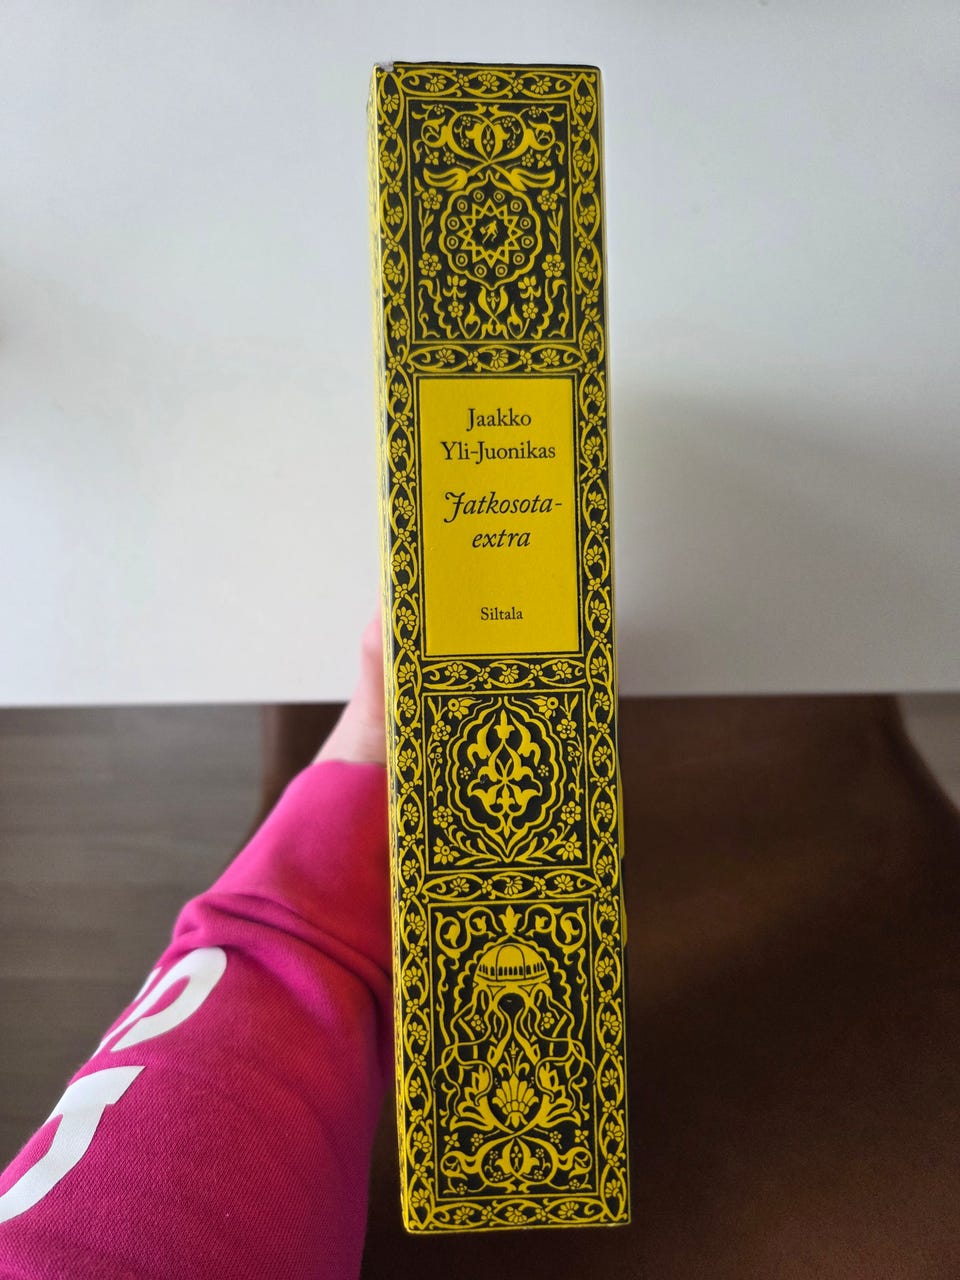 Jaakko
Yli-Juonikas
Jatkosota-
extra
Siltala